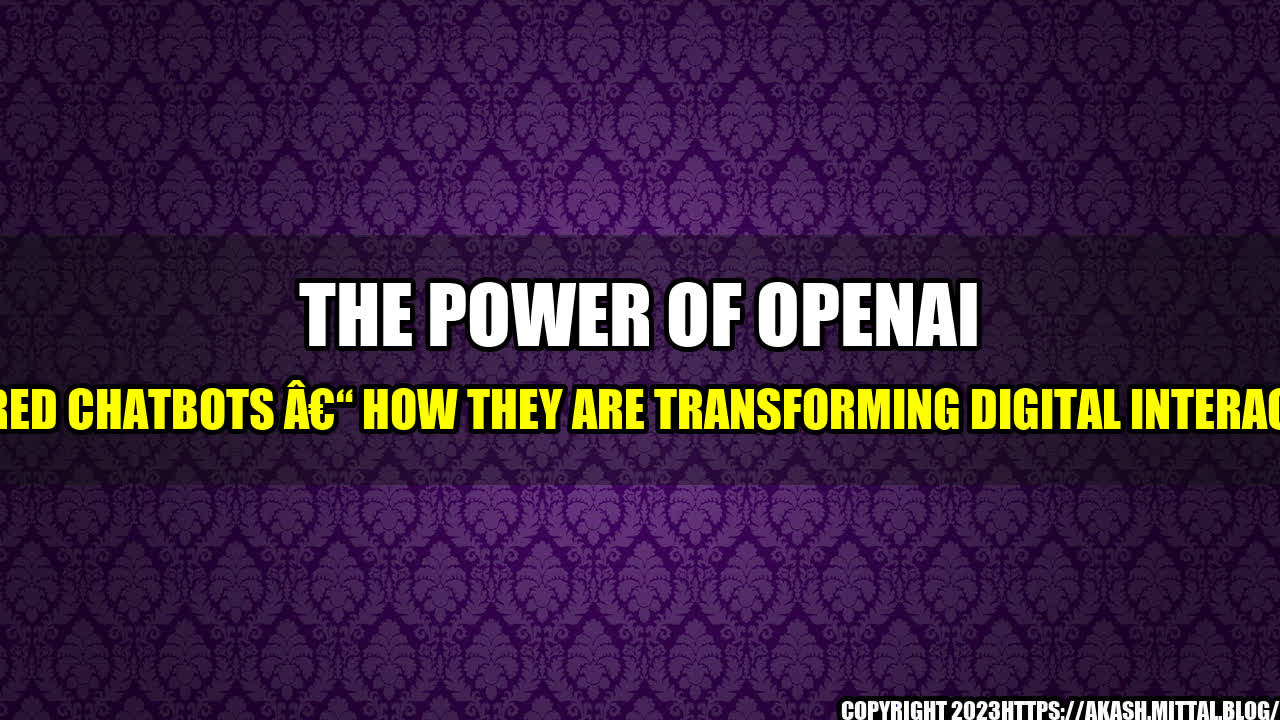 THE POWER OF OPENAI
RED CHATBOTS Â€“ HOW THEY ARE TRANSFORMING DIGITAL INTERAC
COPYRIGHT 2023HTTPS://AKASH.MITTAL.BLOG/